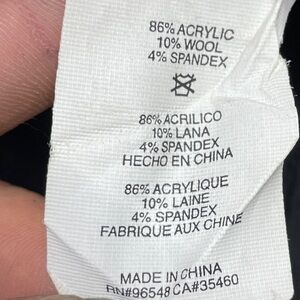 86% ACRYLIC
10% WOOL
4% SPANDEX
86% ACRILICO
10% LANA
4% SPANDEX
HECHO EN CHINA
86% ACRYLIQUE
10% LAINE
4% SPANDEX
FABRIQUE AUX CHINE
MADE IN CHINA
RN#96548 CA#35460